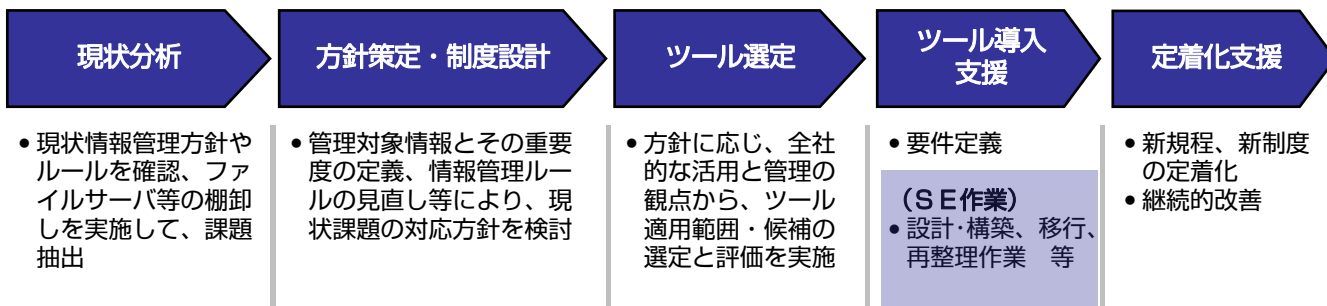 現状分析
方針策定・制度設計
ツール選定
ツール導入
支援
定着化支援
•現状情報管理方針や
ルールを確認、ファ
イルサーバ等の棚卸
しを実施して、課題
抽出
•管理対象情報とその重要
度の定義、情報管理ルー
ルの見直し等により、現
状課題の対応方針を検討
•方針に応じ、全社
的な活用と管理の
観点から、ツール
適用範囲・候補の
選定と評価を実施
•要件定義
（ＳＥ作業）
•設計･構築、移行、
再整理作業　等
•新規程、新制度
の定着化
•継続的改善